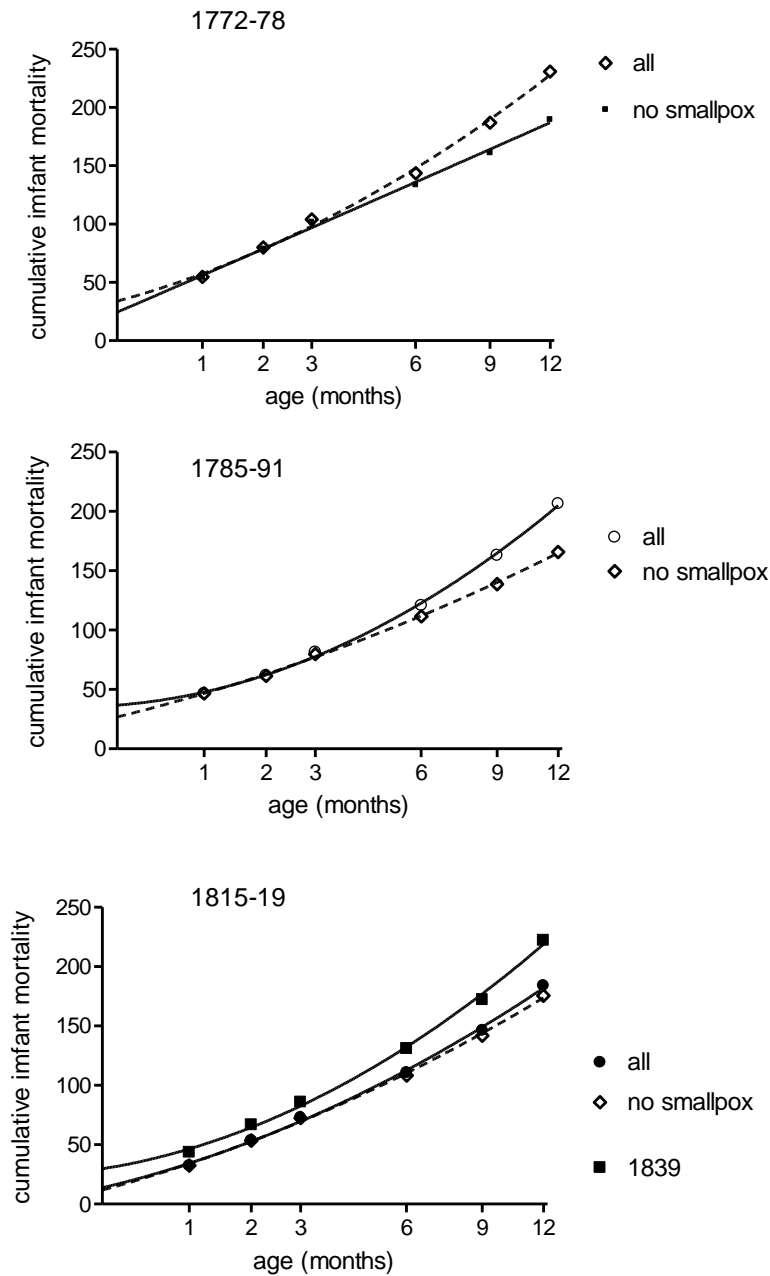 1772-78
cumulative imfant mortality
250
200
150
100
50
0
1 2 3 6 9 12
age (months)
all
no smallpox
1785-91
cumulative imfant mortality
250
200
150
100
50
0
1 2 3 6 9 12
age (months)
all
no smallpox
1815-19
cumulative imfant mortality
250
200
150
100
50
0
1 2 3 6 9 12
age (months)
all
no smallpox
1839